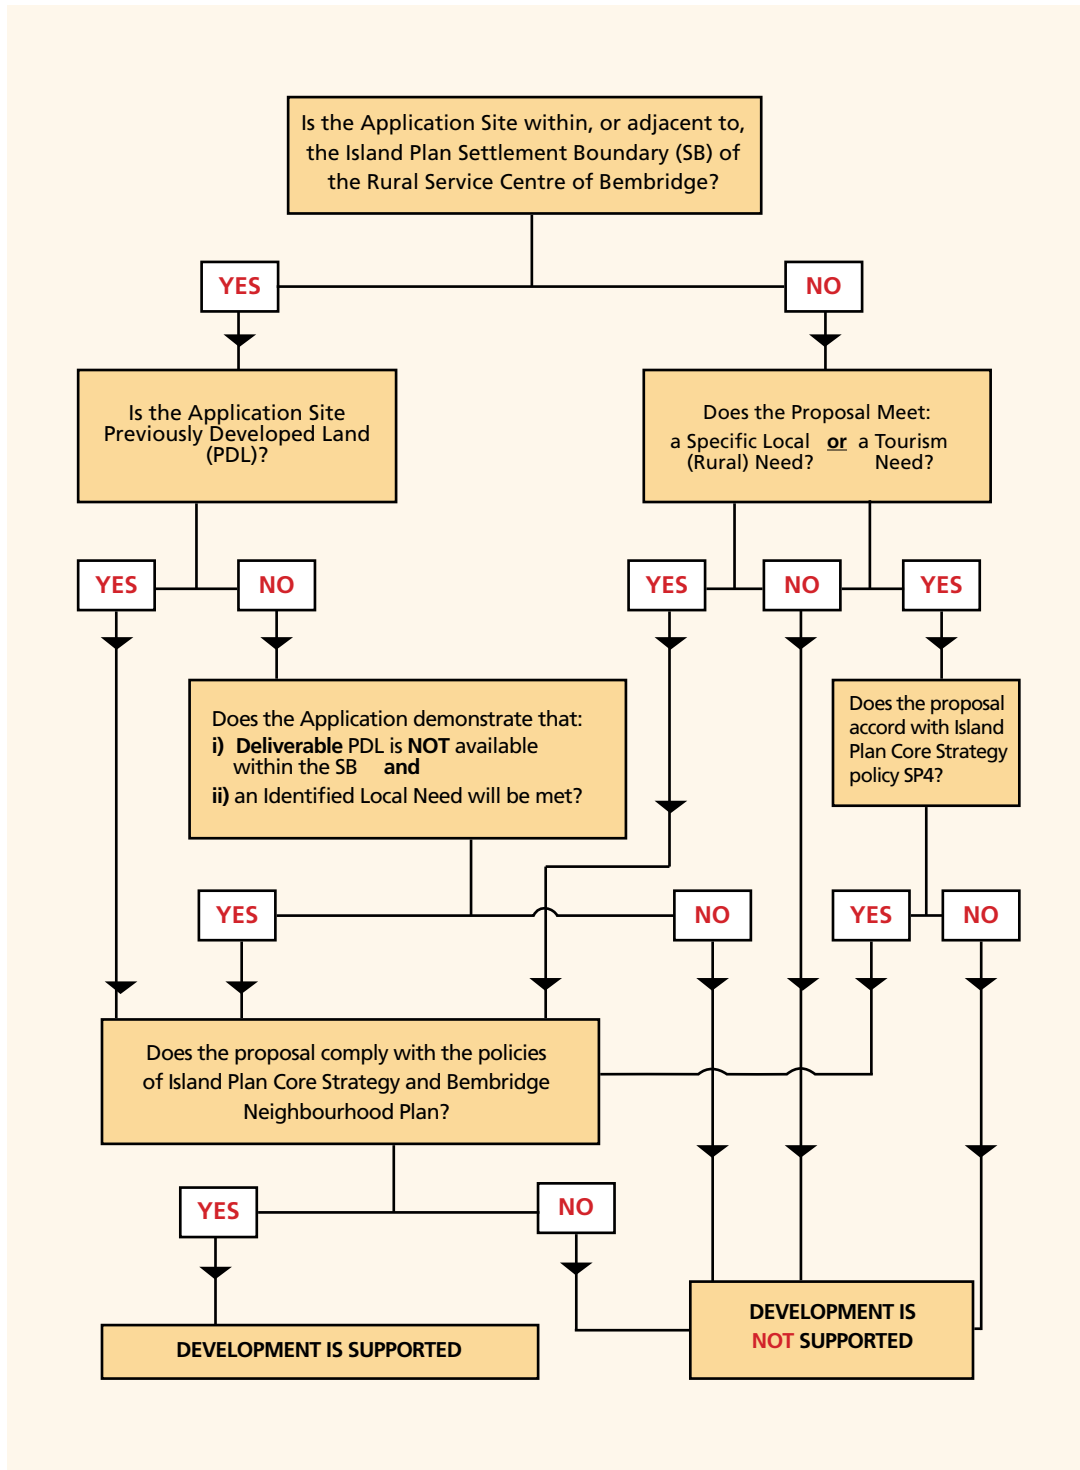 Is the Application Site within, or adjacent to,
the Island Plan Settlement Boundary (SB) of
the Rural Service Centre of Bembridge?
YES
NO
Is the Application Site
Previously Developed Land
(PDL)?
Does the Proposal Meet:
a Specific Local or a Tourism
(Rural) Need? Need?
YES
NO
YES
NO
YES
Does the Application demonstrate that:
i) Deliverable PDL is NOT available
within the SB and
ii) an Identified Local Need will be met?
Does the proposal
accord with Island
Plan Core Strategy
policy SP4?
YES
NO
YES
NO
Does the proposal comply with the policies
of Island Plan Core Strategy and Bembridge
Neighbourhood Plan?
YES
NO
DEVELOPMENT IS SUPPORTED
DEVELOPMENT IS
NOT SUPPORTED